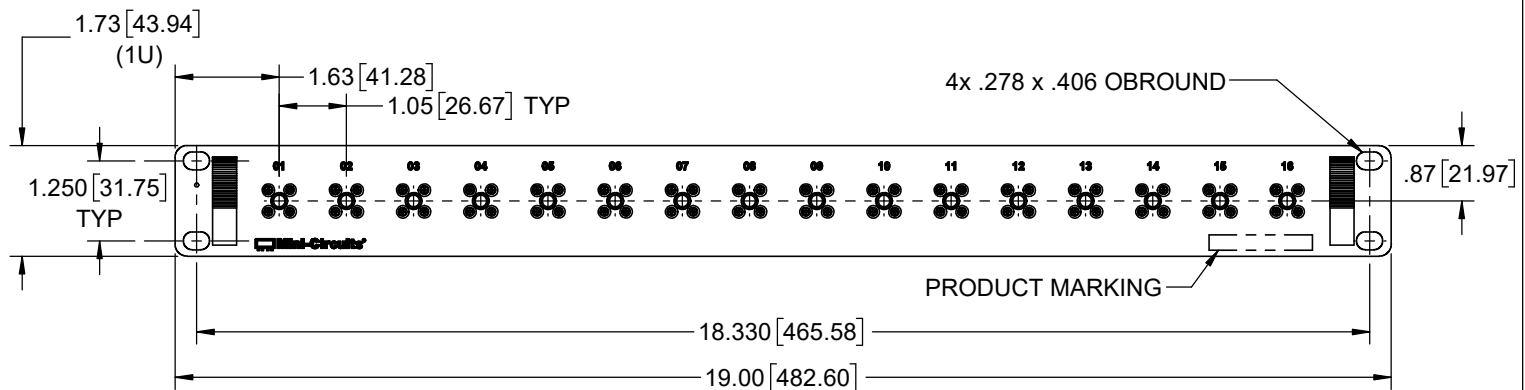 1.73[43.94]
(1U)
1.63[41.28]
1.05[26.67] TYP
4x .278 x .406 OBROUND
01 02 03 04 05 06 07 08 09 10 11 12 13 14 15 16
1.250[31.75]
TYP
.87[21.97]
Mini-Circuits®
PRODUCT MARKING
18.330[465.58]
19.00[482.60]